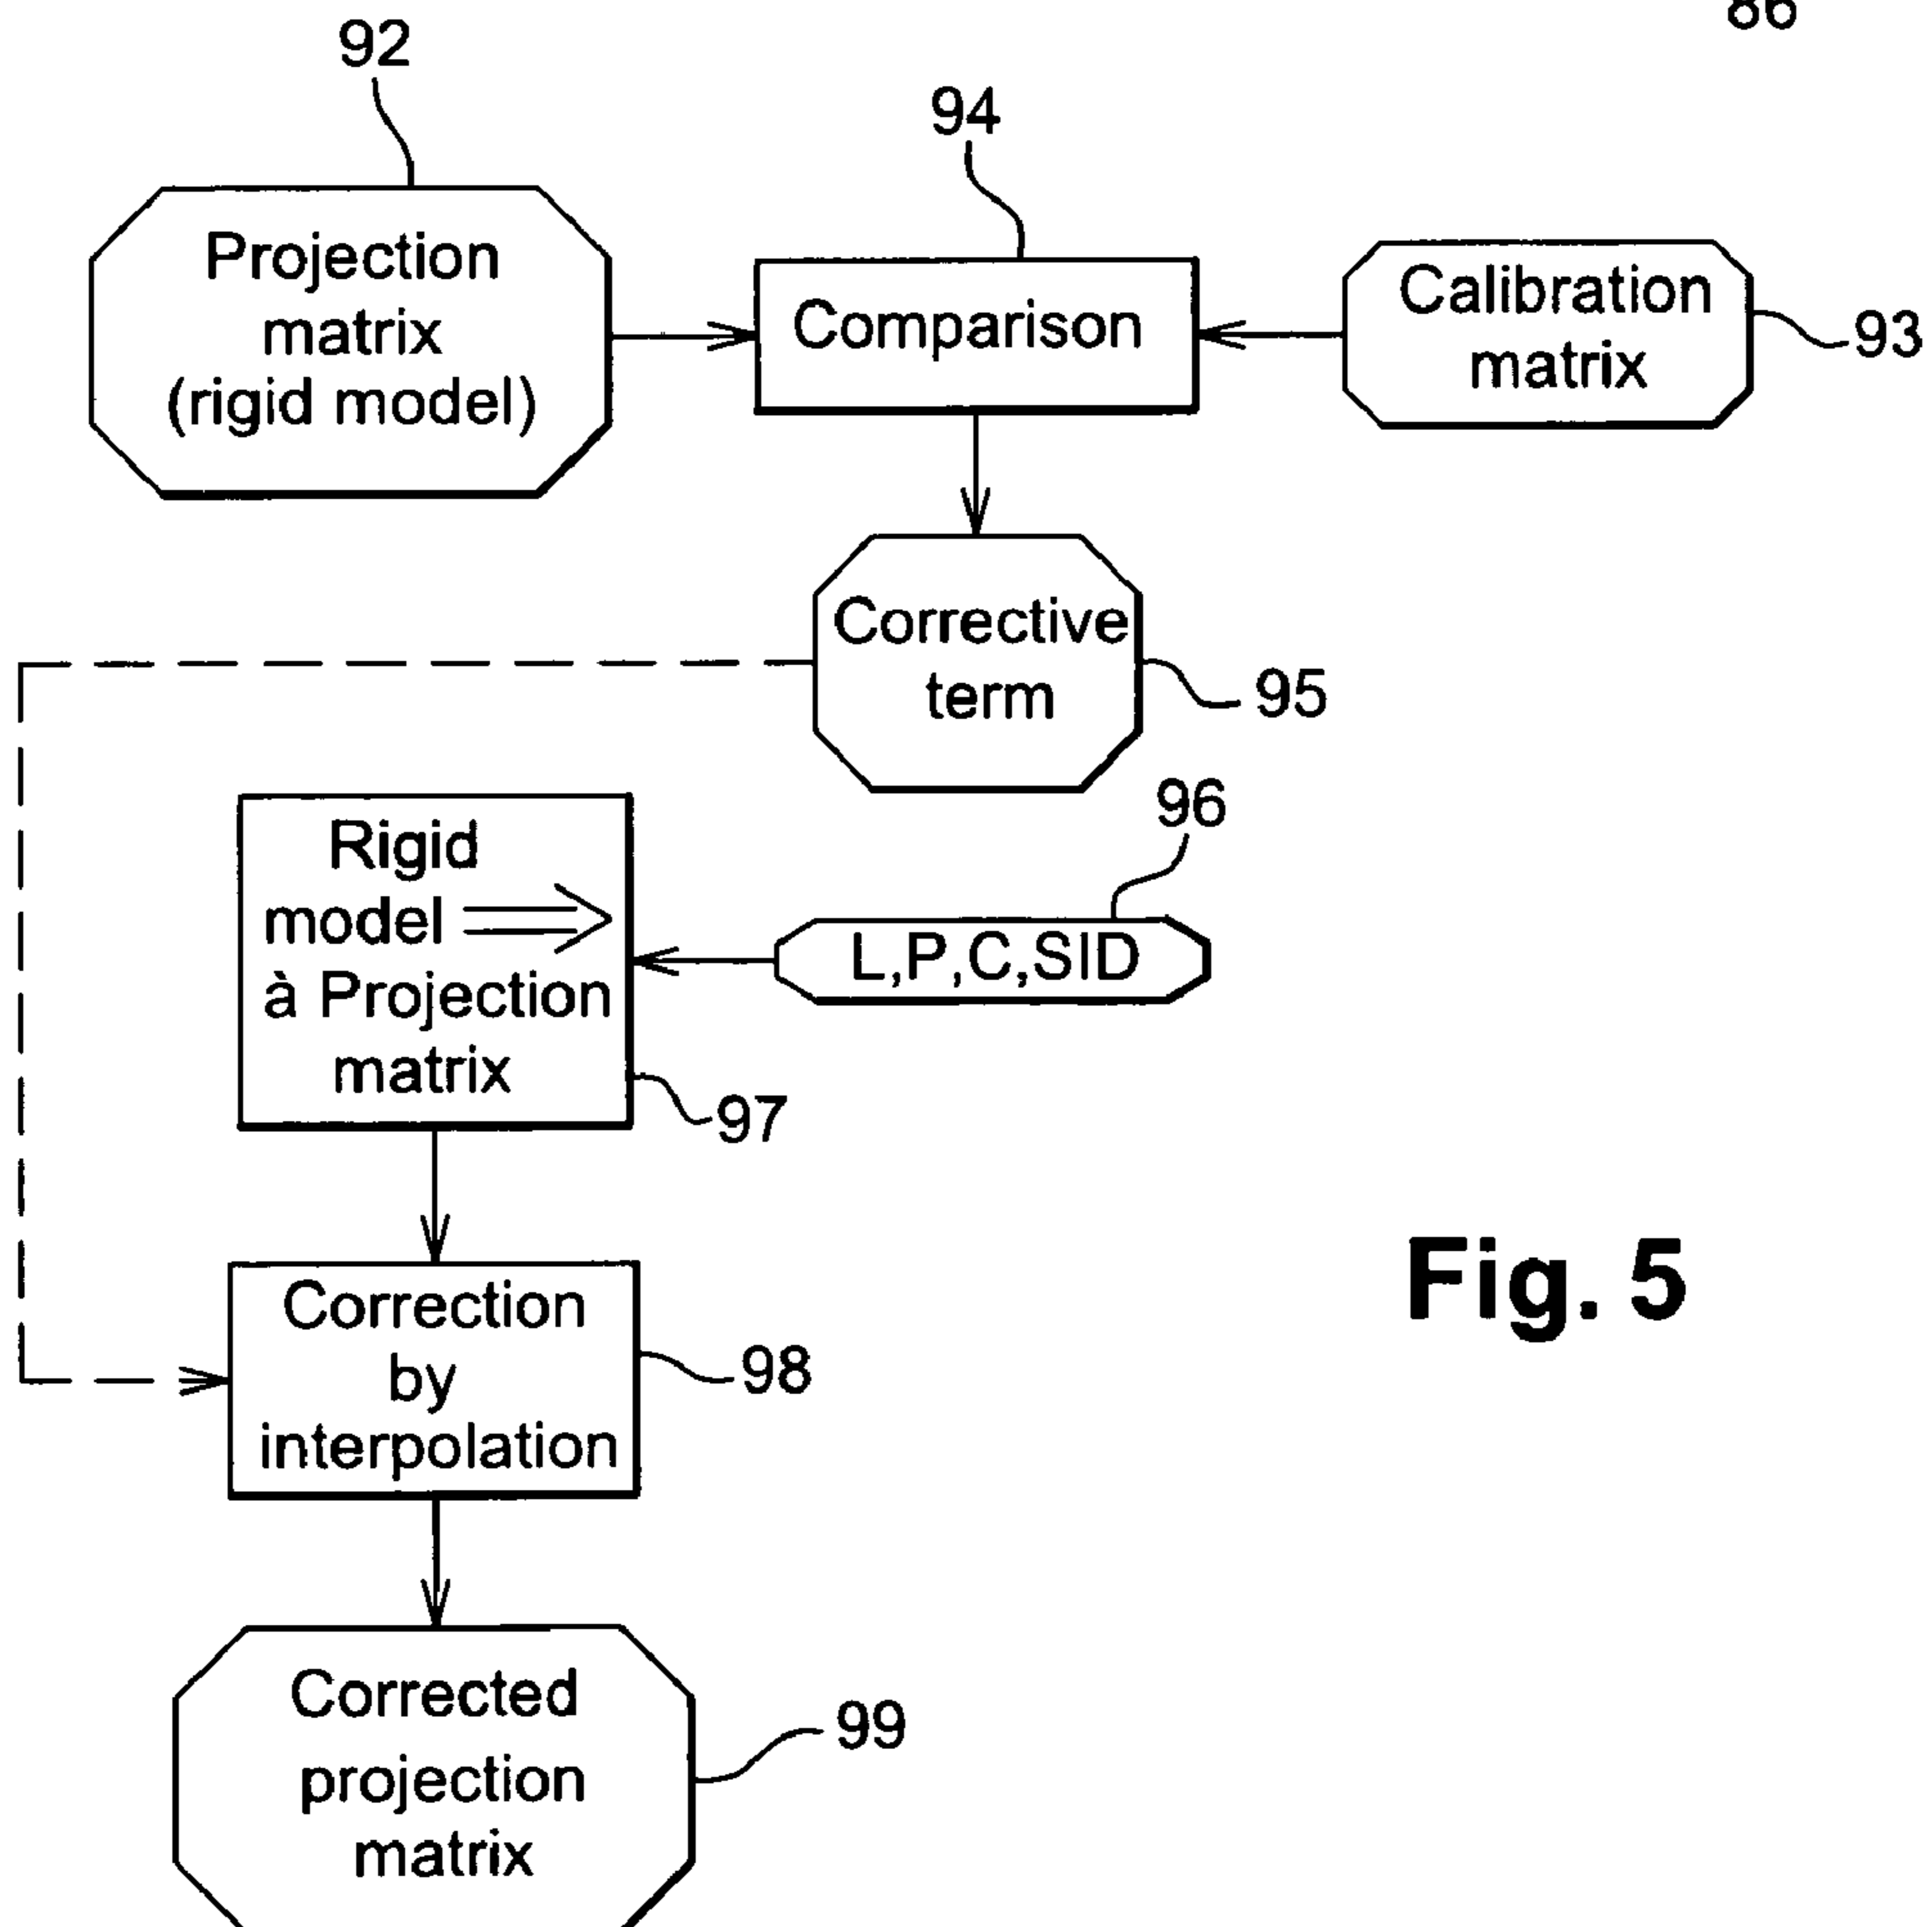 86
92
94
Projection
matrix
(rigid model)
Comparison
Calibration
matrix
93
Corrective
term
95
96
Rigid
model
à Projection
matrix
L,P,C,SID
97
Correction
by
interpolation
98
Fig. 5
Corrected
projection
matrix
99